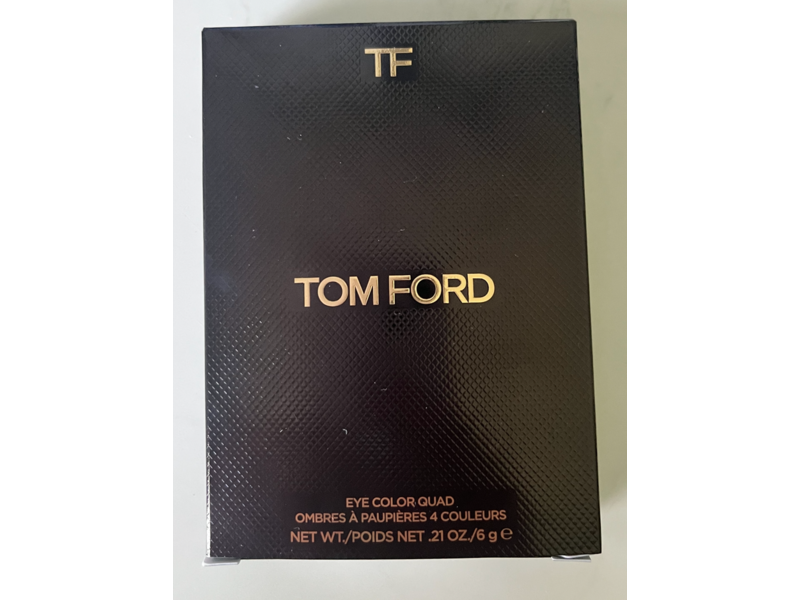 TF
TOM FORD
EYE COLOR QUAD
OMBRES À PAUPIÈRES 4 COULEURS
NET WT./POIDS NET .21 OZ./6 g ℮